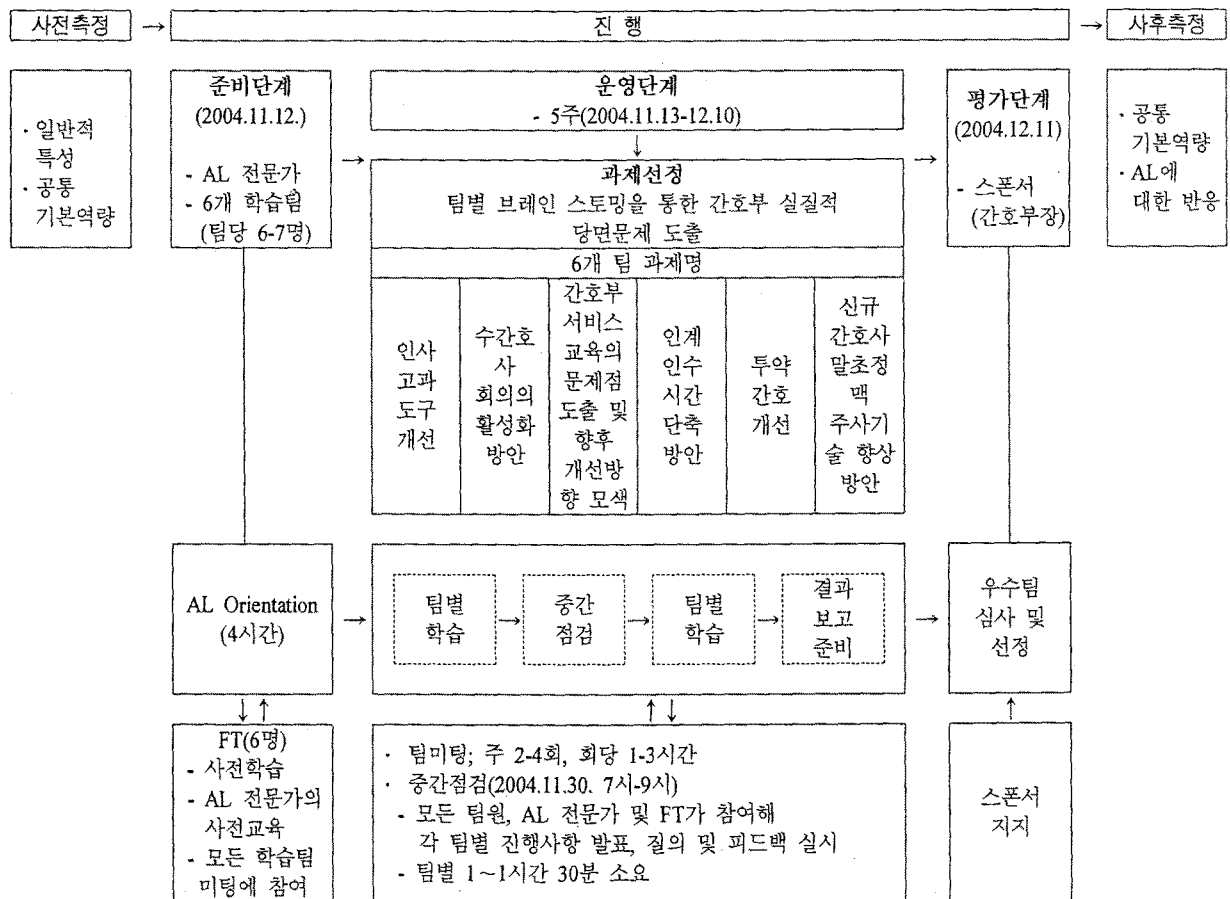 사전측정 → 진 행 → 사후측정
· 일반적
특성
· 공통
기본역량
준비단계
(2004.11.12.)
- AL 전문가
- 6개 학습팀
(팀당 6-7명)
→
운영단계
- 5주(2004.11.13-12.10)
↓
과제선정
팀별 브레인 스토밍을 통한 간호부 실질적
당면문제 도출
6개 팀 과제명
인사
고과
도구
개선
수간호
사
회의의
활성화
방안
간호부
서비스
교육의
문제점
도출 및
향후
개선방
향 모색
인계
인수
시간
단축
방안
투약
간호
개선
신규
간호사
말초정
맥
주사기
술 향상
방안
→
평가단계
(2004.12.11)
- 스폰서
(간호부장)
· 공통
기본역량
· AL에
대한 반응
AL Orientation
(4시간)
→
팀별
학습
→
중간
점검
→
팀별
학습
→
결과
보고
준비
→
우수팀
심사 및
선정
↓↑
FT(6명)
- 사전학습
- AL 전문가의
사전교육
- 모든 학습팀
미팅에 참여
↑↓
· 팀미팅; 주 2-4회, 회당 1-3시간
· 중간점검(2004.11.30. 7시-9시)
- 모든 팀원, AL 전문가 및 FT가 참여해
각 팀별 진행사항 발표, 질의 및 피드백 실시
- 팀별 1～1시간 30분 소요
↑
스폰서
지지